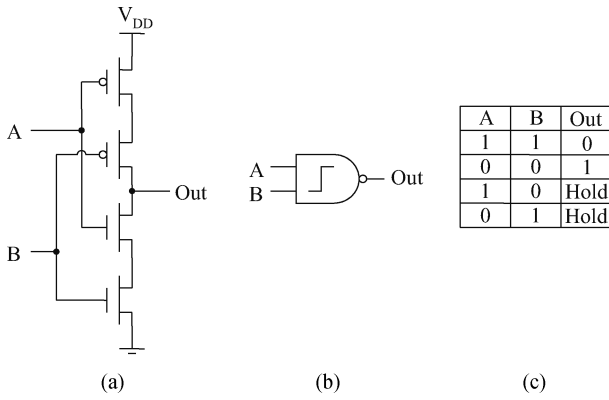 V_DD
A
B
Out
(a)
A
B
Out
(b)
A B Out
1 1 0
0 0 1
1 0 Hold
0 1 Hold
(c)